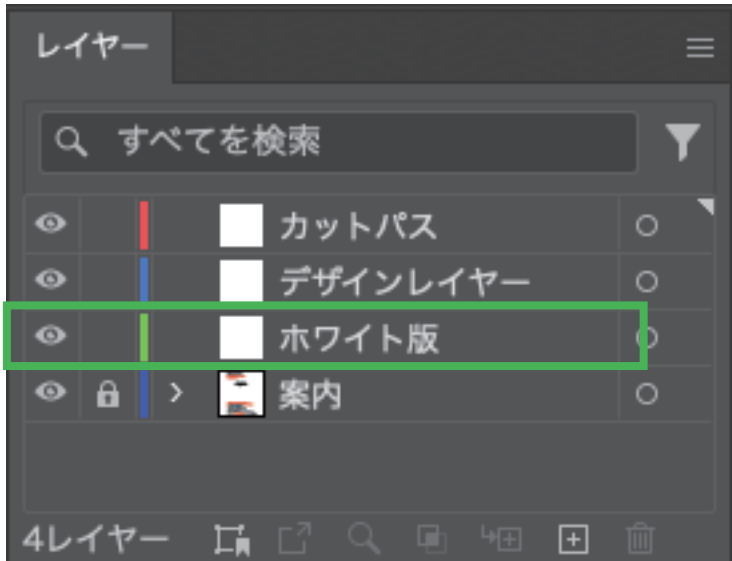 レイヤー
すべてを検索
カットパス
デザインレイヤー
ホワイト版
案内
4レイヤー